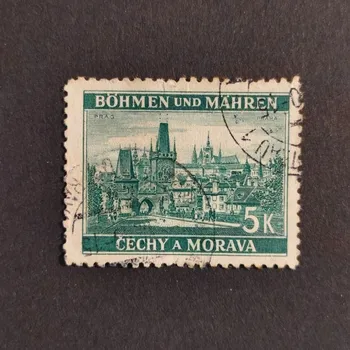 BÖHMEN UND MÄHREN
PRAG
5K
ČECHY A MORAVA